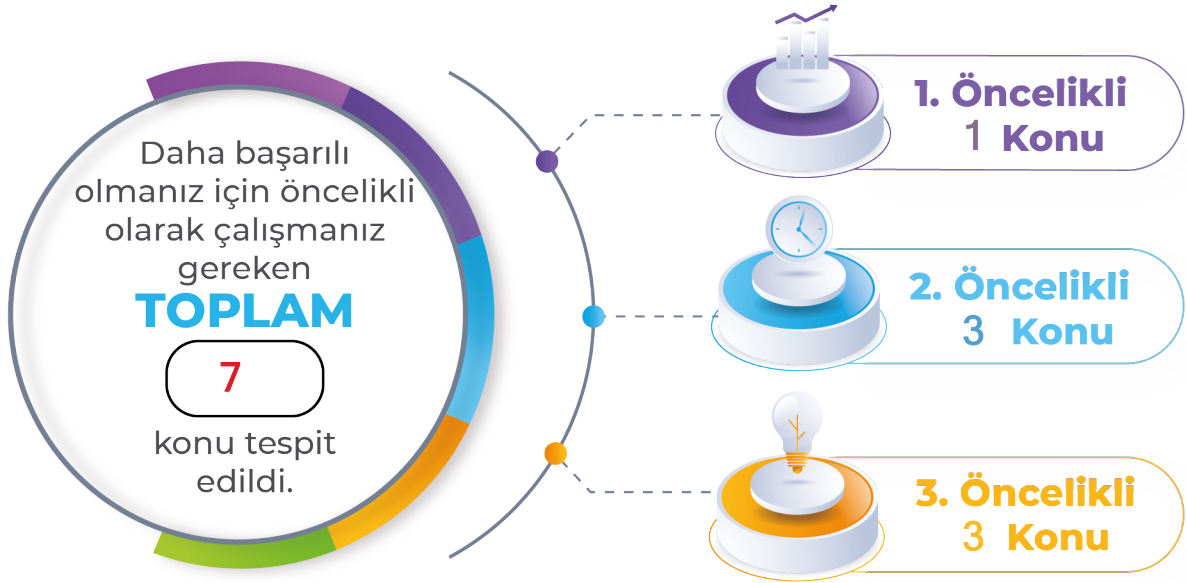 Daha başarılı
olmanız için öncelikli
olarak çalışmanız
gereken
TOPLAM
7
konu tespit
edildi.
1. Öncelikli
1 Konu
2. Öncelikli
3 Konu
3. Öncelikli
3 Konu